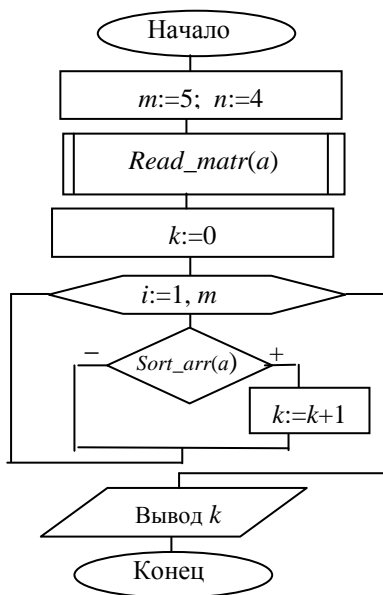 Начало
m:=5; n:=4
Read_matr(a)
k:=0
i:=1, m
− Sort_arr(a) +
k:=k+1
Вывод k
Конец